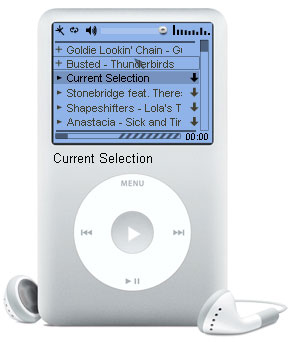 + Goldie Lookin' Chain - G
+ Busted - Thunderbirds
Current Selection
Stonebridge feat. There
Shapeshifters - Lola's T
Anastacia - Sick and Tir
00:00
Current Selection
MENU